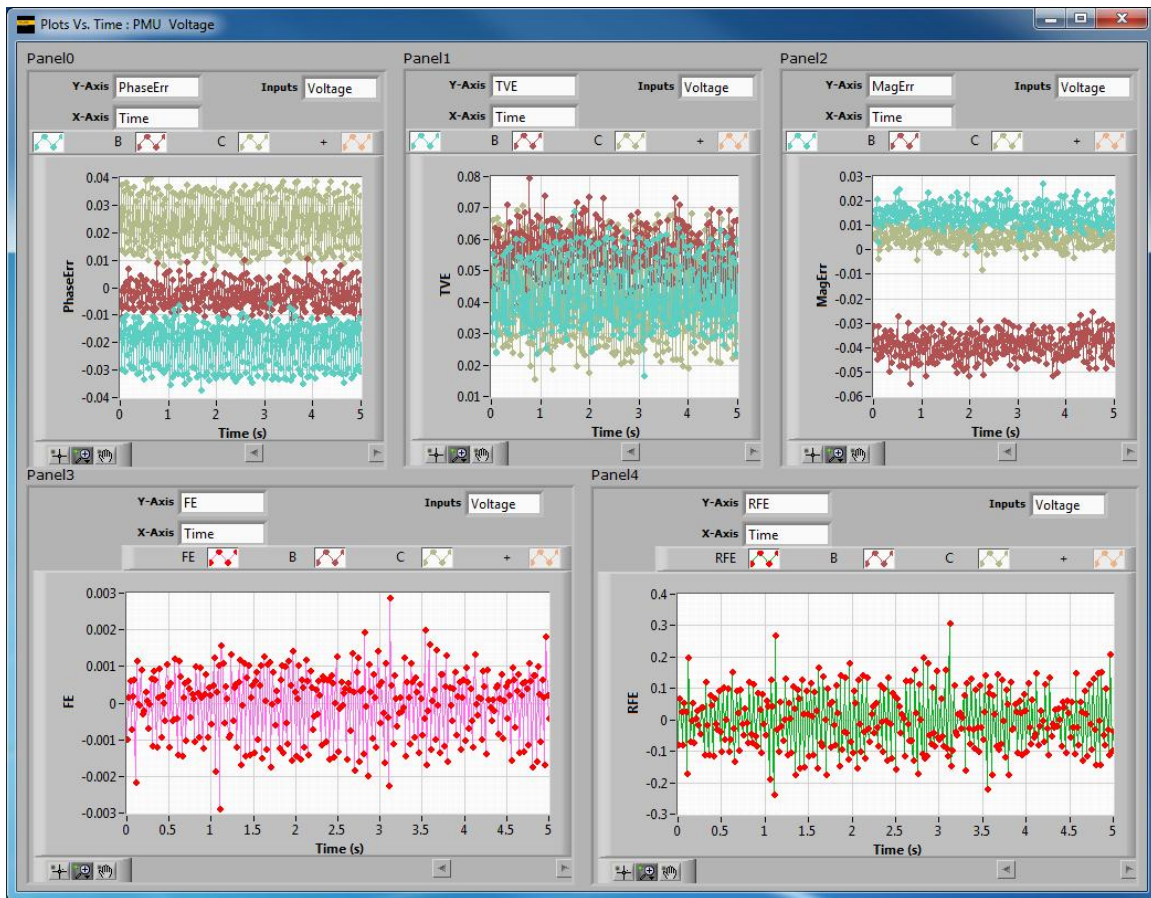 Plots Vs. Time : PMU Voltage
Panel0
Y-Axis PhaseErr Inputs Voltage
X-Axis Time
B C +
0.04
0.03
0.02
0.01
0
-0.01
-0.02
-0.03
-0.04
PhaseErr
0 1 2 3 4 5
Time (s)
Panel1
Y-Axis TVE Inputs Voltage
X-Axis Time
B C +
0.08
0.07
0.06
0.05
0.04
0.03
0.02
0.01
TVE
0 1 2 3 4 5
Time (s)
Panel2
Y-Axis MagErr Inputs Voltage
X-Axis Time
B C +
0.03
0.02
0.01
0
-0.01
-0.02
-0.03
-0.04
-0.05
-0.06
MagErr
0 1 2 3 4 5
Time (s)
Panel3
Y-Axis FE Inputs Voltage
X-Axis Time
FE B C +
0.003
0.002
0.001
0
-0.001
-0.002
-0.003
FE
0 0.5 1 1.5 2 2.5 3 3.5 4 4.5 5
Time (s)
Panel4
Y-Axis RFE Inputs Voltage
X-Axis Time
RFE B C +
0.4
0.3
0.2
0.1
0
-0.1
-0.2
-0.3
RFE
0 0.5 1 1.5 2 2.5 3 3.5 4 4.5 5
Time (s)